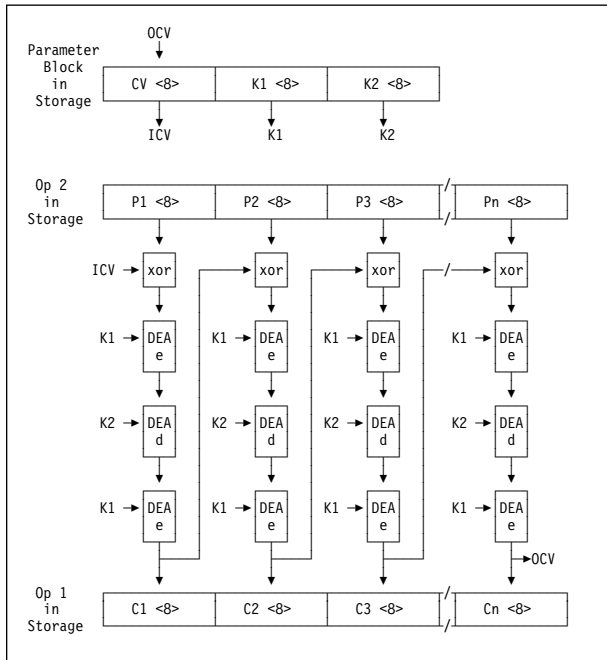 OCV
Parameter
Block
in
Storage
CV <8> K1 <8> K2 <8>
ICV K1 K2
Op 2
in
Storage
P1 <8> P2 <8> P3 <8> Pn <8>
ICV xor xor xor xor
K1 DEA K1 DEA K1 DEA K1 DEA
e e e e
K2 DEA K2 DEA K2 DEA K2 DEA
d d d d
K1 DEA K1 DEA K1 DEA K1 DEA
e e e e
OCV
Op 1
in
Storage
C1 <8> C2 <8> C3 <8> Cn <8>